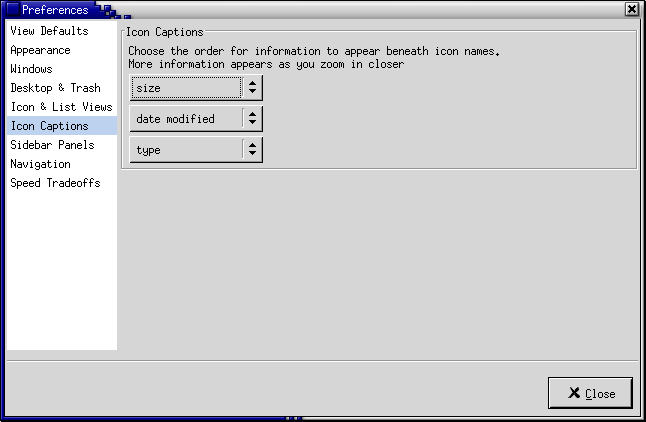 Preferences
View Defaults
Appearance
Windows
Desktop & Trash
Icon & List Views
Icon Captions
Sidebar Panels
Navigation
Speed Tradeoffs
Icon Captions
Choose the order for information to appear beneath icon names.
More information appears as you zoom in closer
size
date modified
type
Close